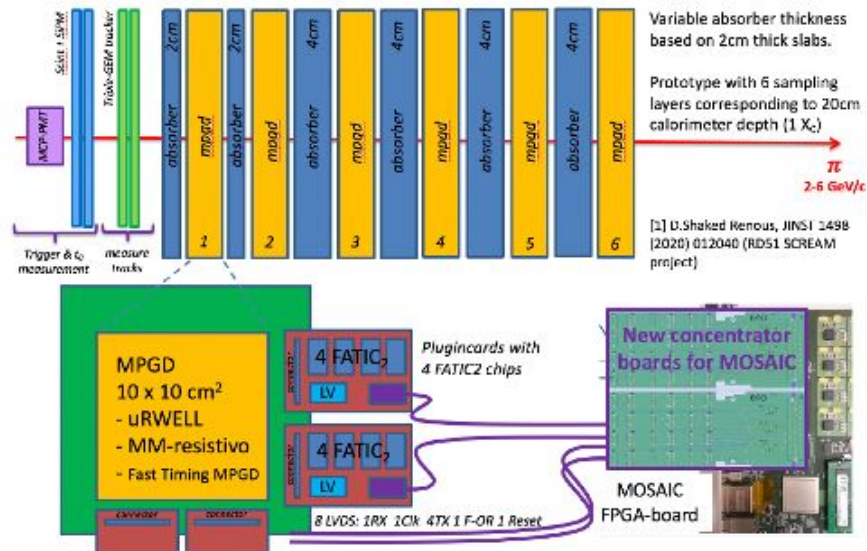 Scint + SiPM
Triple-GEM tracker
MCP-PMT
2cm
absorber
mpgd
1
2cm
absorber
mpgd
2
4cm
absorber
mpgd
3
4cm
absorber
mpgd
4
4cm
absorber
mpgd
5
4cm
absorber
mpgd
6
Variable absorber thickness
based on 2cm thick slabs.
Prototype with 6 sampling
layers corresponding to 20cm
calorimeter depth (1 X₀)
π
2-6 GeV/c
Trigger & t₀
measurement
measure
tracks
[1] D.Shaked Renous, JINST 1498
(2020) 012040 (RD51 SCREAM
project)
MPGD
10 x 10 cm²
- uRWELL
- MM-resistivo
- Fast Timing MPGD
connector
4 FATIC₂
LV
connector
4 FATIC₂
LV
connector
connector
Plugincards with
4 FATIC2 chips
8 LVDS: 1RX 1Clk 4TX 1 F-OR 1 Reset
New concentrator
boards for MOSAIC
MOSAIC
FPGA-board